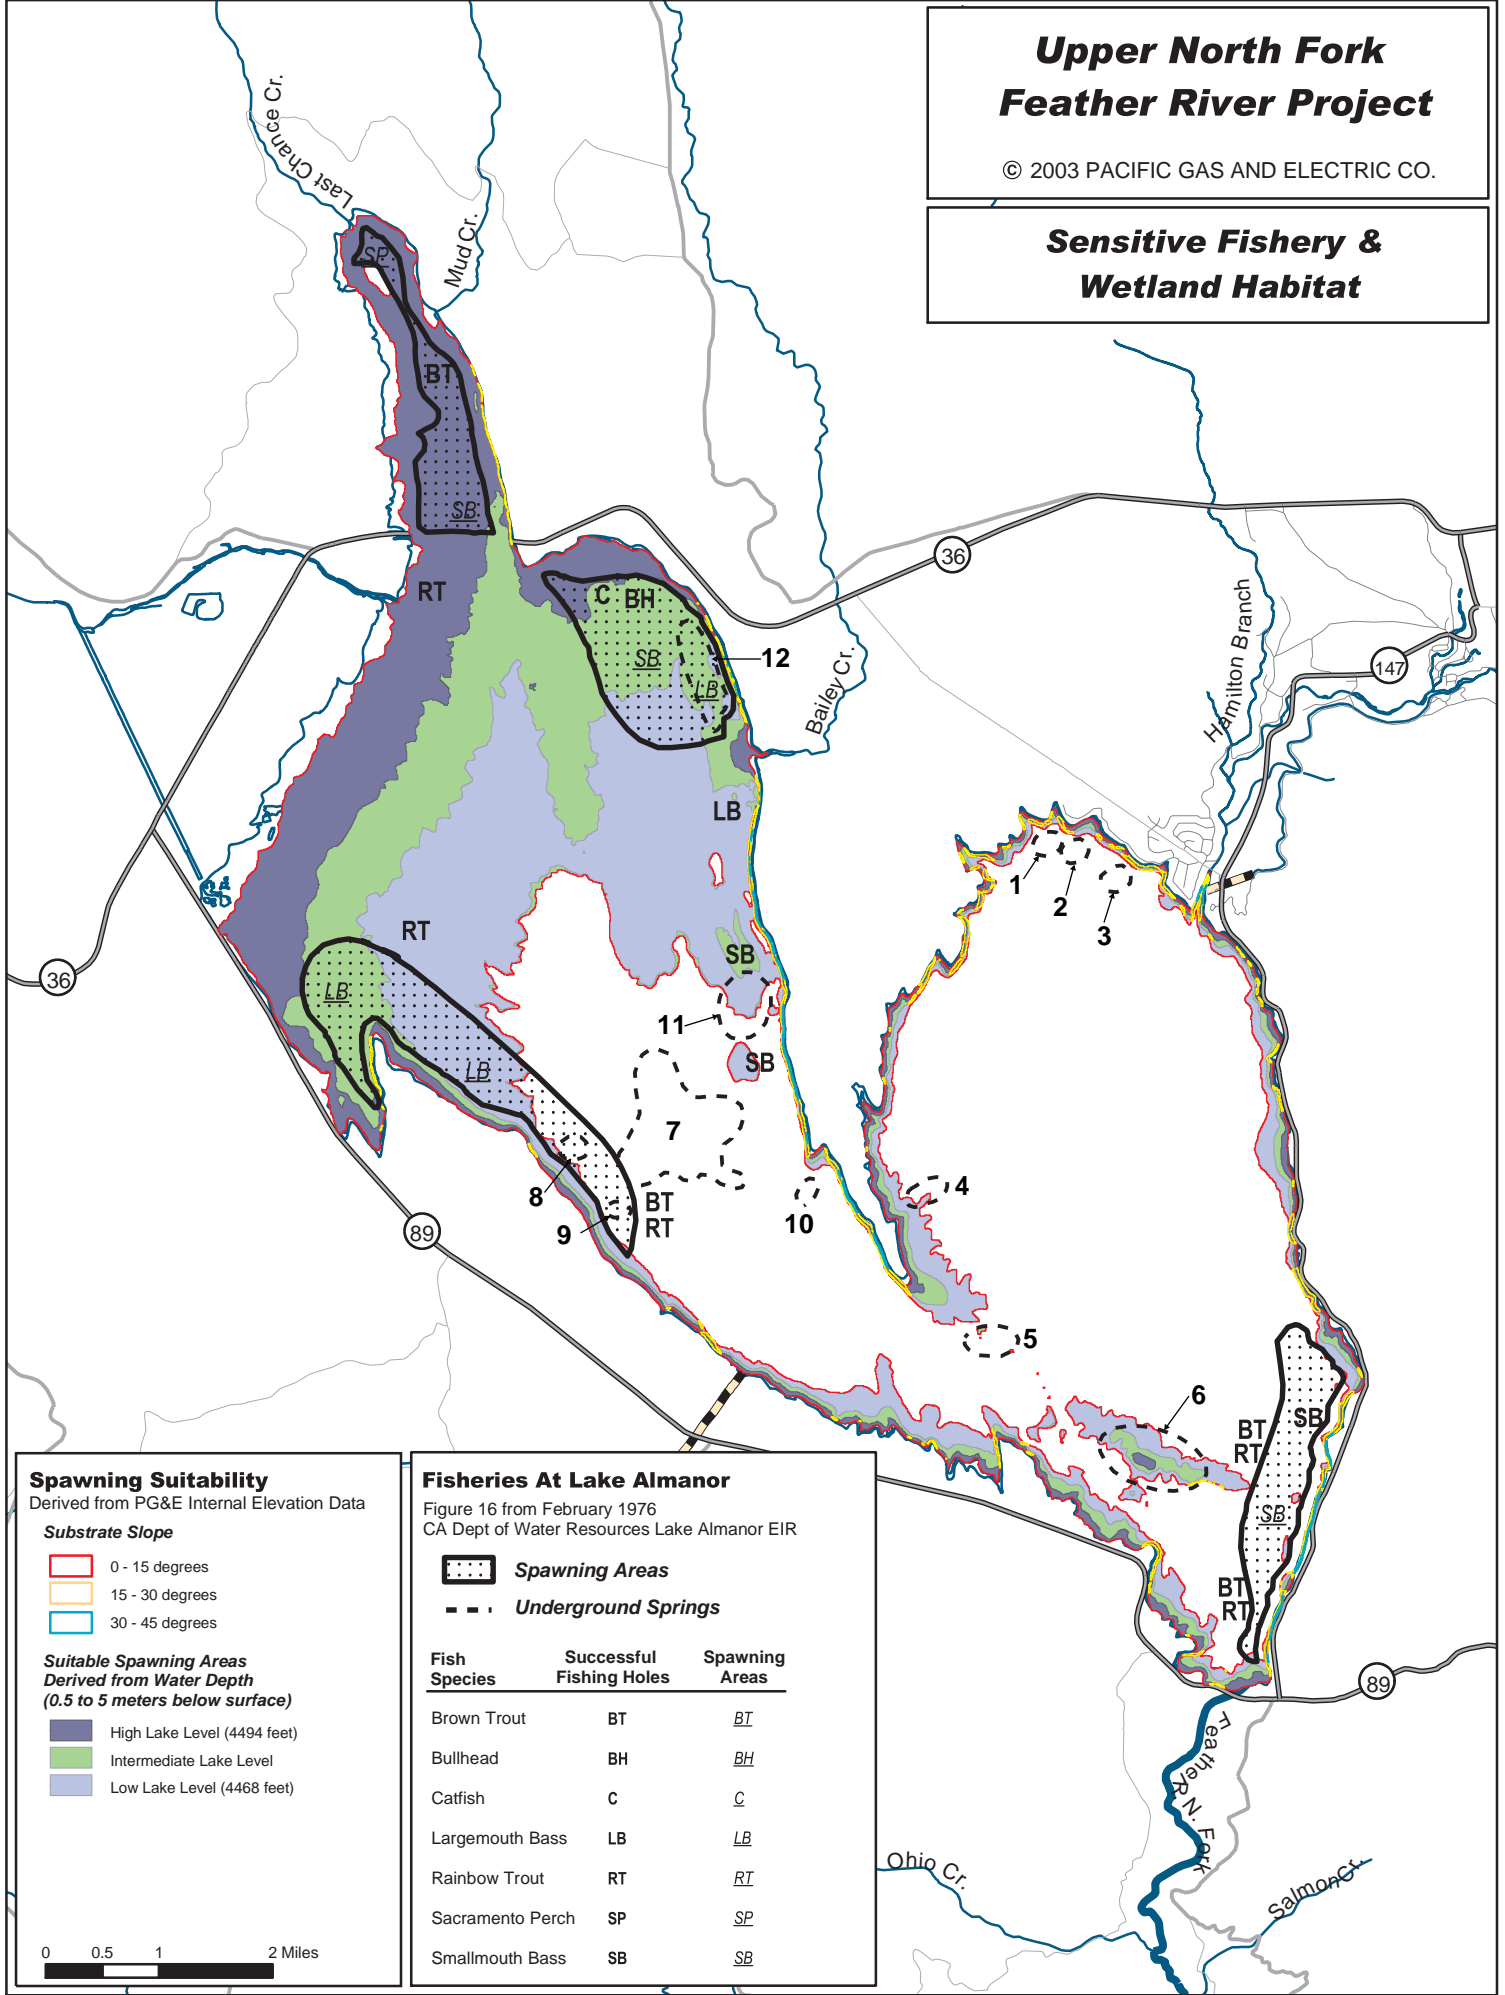 Upper North Fork
Feather River Project
© 2003 PACIFIC GAS AND ELECTRIC CO.
Sensitive Fishery &
Wetland Habitat
Last Chance Cr.
Mud Cr.
SP
BT
SB
RT
C BH
SB
LB
12
Bailey Cr.
36
Hamilton Branch
147
LB
1
2
3
RT
36
LB
SB
11
SB
LB
7
8
9
BT
RT
10
4
89
5
6
BT
RT
SB
SB
BT
RT
89
Feather R. N. Fork
Ohio Cr.
Salmon Cr.
Spawning Suitability
Derived from PG&E Internal Elevation Data
Substrate Slope
0 - 15 degrees
15 - 30 degrees
30 - 45 degrees
Suitable Spawning Areas
Derived from Water Depth
(0.5 to 5 meters below surface)
High Lake Level (4494 feet)
Intermediate Lake Level
Low Lake Level (4468 feet)
0 0.5 1 2 Miles
Fisheries At Lake Almanor
Figure 16 from February 1976
CA Dept of Water Resources Lake Almanor EIR
Spawning Areas
Underground Springs
Fish Successful Spawning
Species Fishing Holes Areas
Brown Trout BT BT
Bullhead BH BH
Catfish C C
Largemouth Bass LB LB
Rainbow Trout RT RT
Sacramento Perch SP SP
Smallmouth Bass SB SB